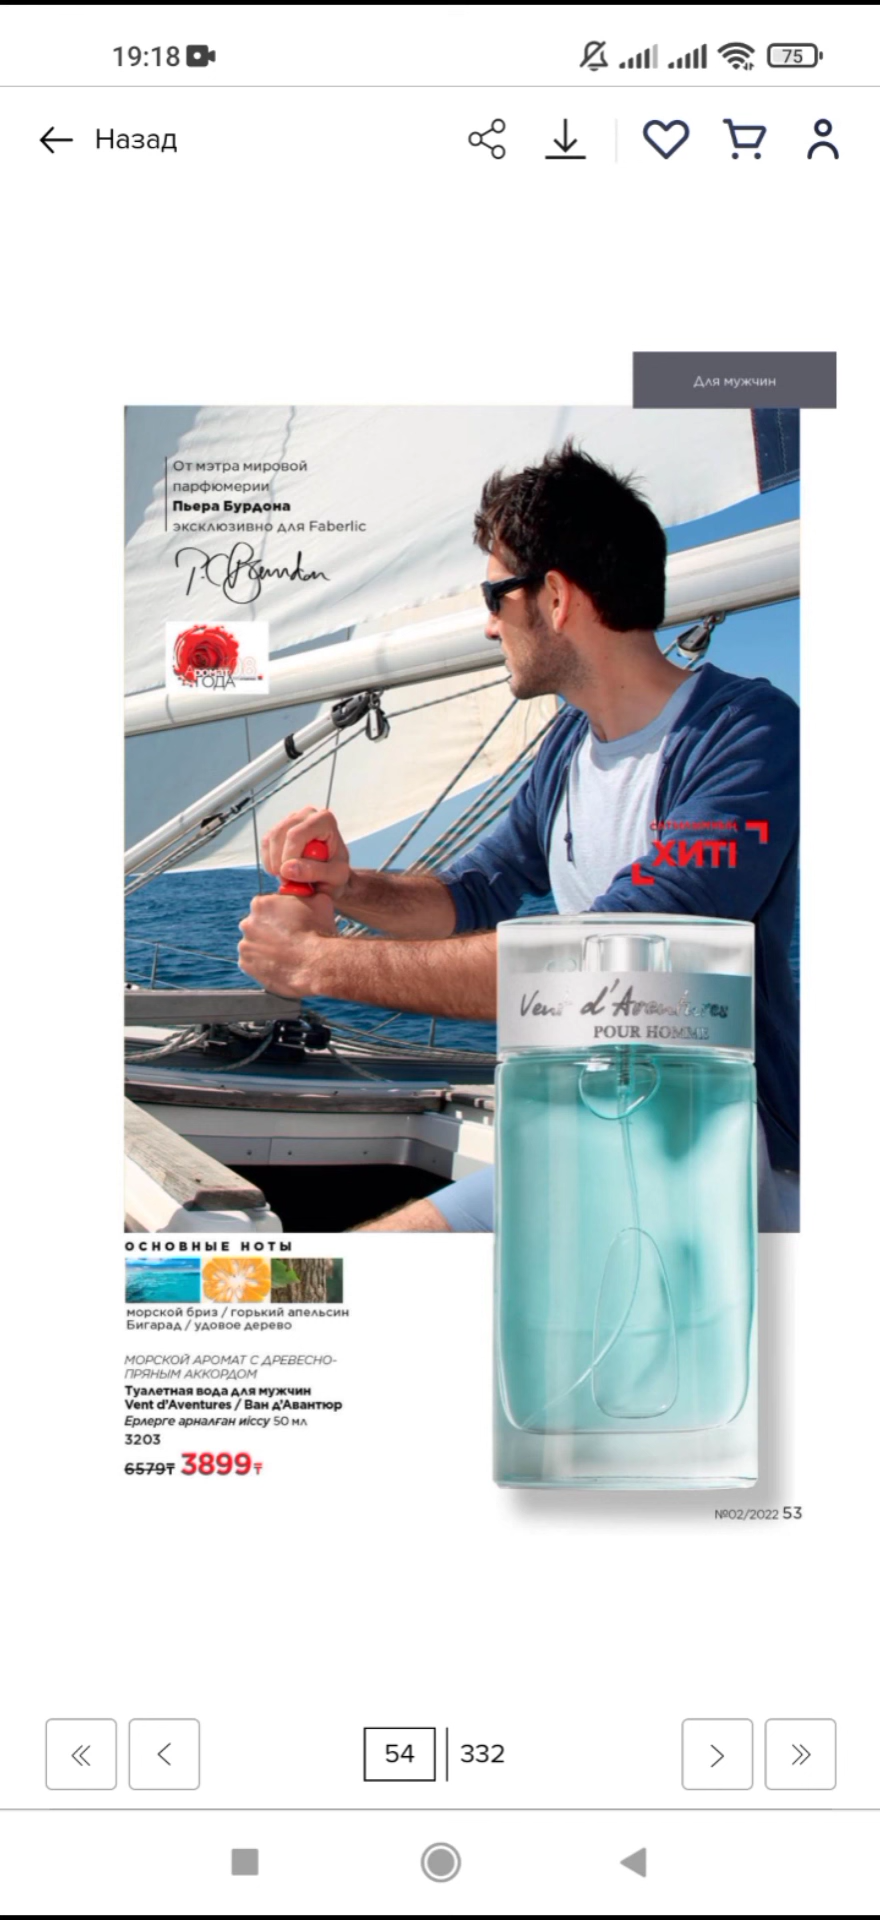 19:18
75
Назад
Для мужчин
От мэтра мировой
парфюмерии
Пьера Бурдона
эксклюзивно для Faberlic
Аромат
ГОДА
ХИТ!
Vent d'Aventures
POUR HOMME
ОСНОВНЫЕ НОТЫ
морской бриз / горький апельсин
Бигарад / удовое дерево
МОРСКОЙ АРОМАТ С ДРЕВЕСНО-
ПРЯНЫМ АККОРДОМ
Туалетная вода для мужчин
Vent d'Aventures / Ван д'Авантюр
Ерлерге арналған иіссу 50 мл
3203
6579₸ 3899₸
№02/2022 53
54 332